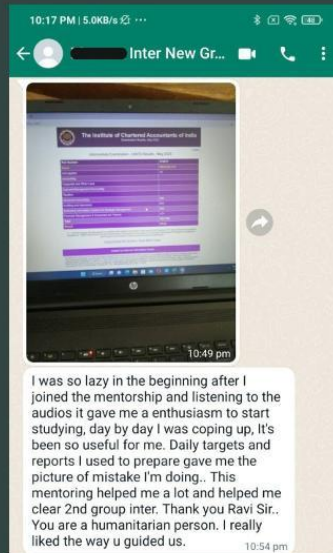 10:17 PM | 5.0KB/s
Inter New Gr...
The Institute of Chartered Accountants of India
10:49 pm
I was so lazy in the beginning after I
joined the mentorship and listening to the
audios it gave me a enthusiasm to start
studying, day by day I was coping up, It's
been so useful for me. Daily targets and
reports I used to prepare gave me the
picture of mistake I'm doing.. This
mentoring helped me a lot and helped me
clear 2nd group inter. Thank you Ravi Sir..
You are a humanitarian person. I really
liked the way u guided us.
10:54 pm